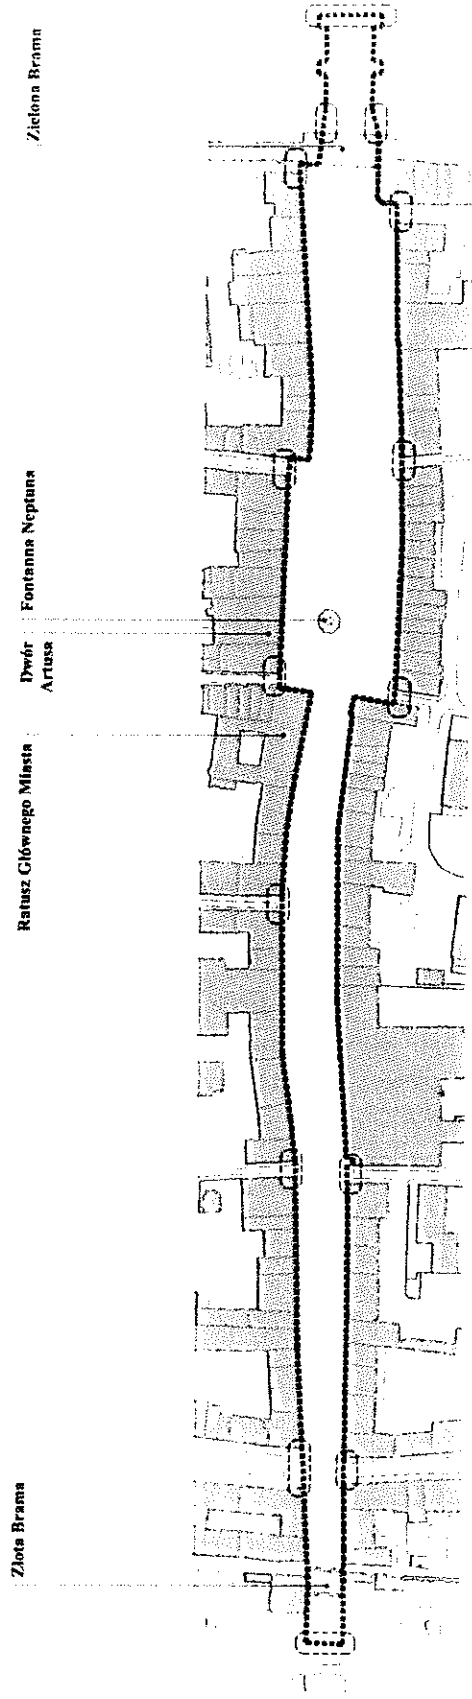 Złota Brama
Ratusz Głównego Miasta
Dwór
Artusa
Fontanna Neptuna
Zielona Brama